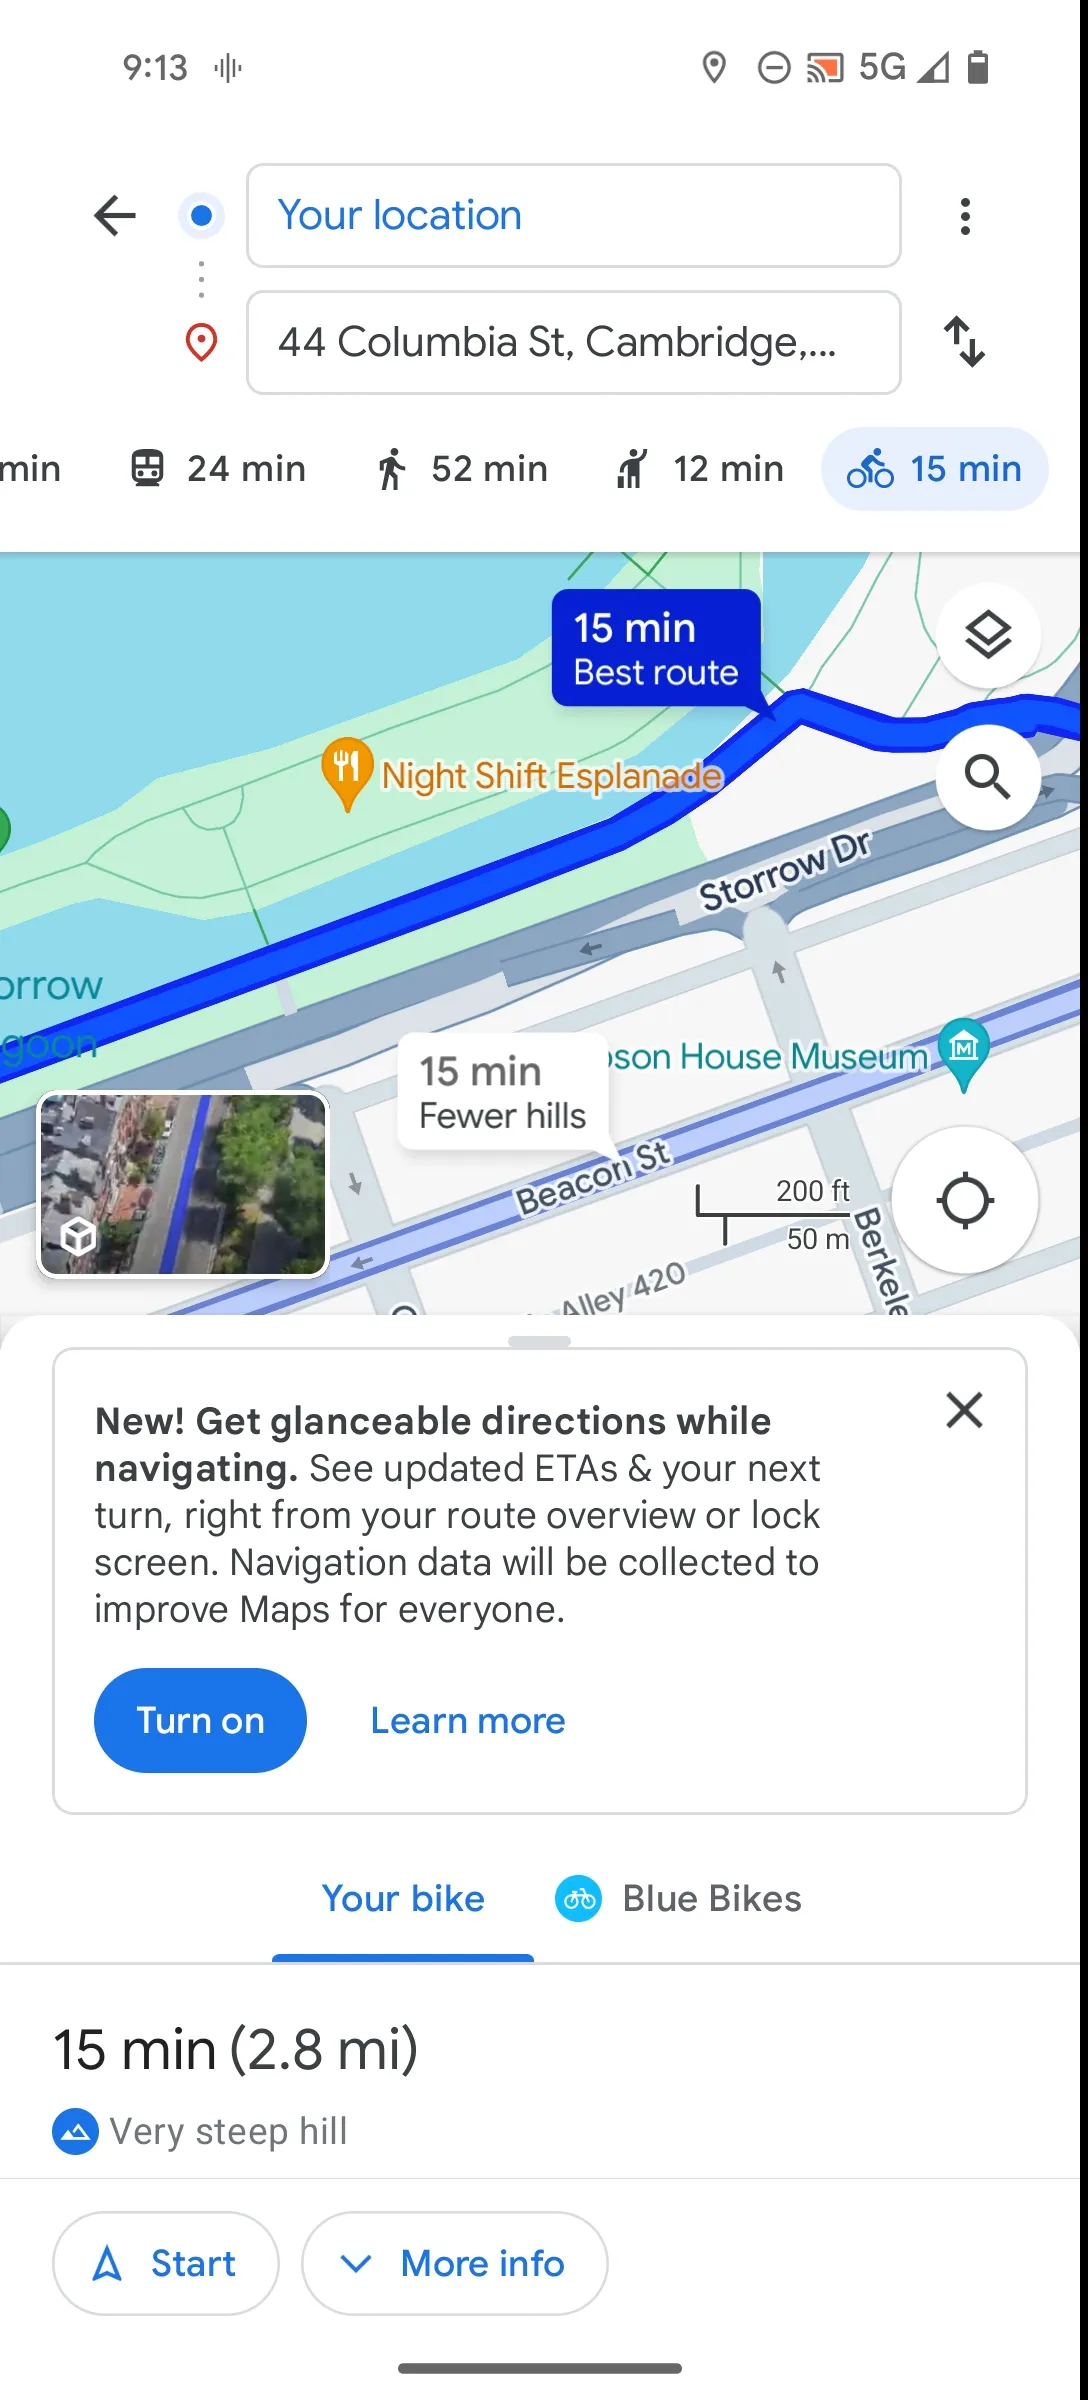 9:13
5G
Your location
44 Columbia St, Cambridge,...
min
24 min
52 min
12 min
15 min
15 min
Best route
Night Shift Esplanade
Storrow Dr
orrow
goon
15 min
Fewer hills
son House Museum
Beacon St
200 ft
50 m
Berkele
Alley 420
New! Get glanceable directions while
navigating. See updated ETAs & your next
turn, right from your route overview or lock
screen. Navigation data will be collected to
improve Maps for everyone.
Turn on
Learn more
Your bike
Blue Bikes
15 min (2.8 mi)
Very steep hill
Start
More info